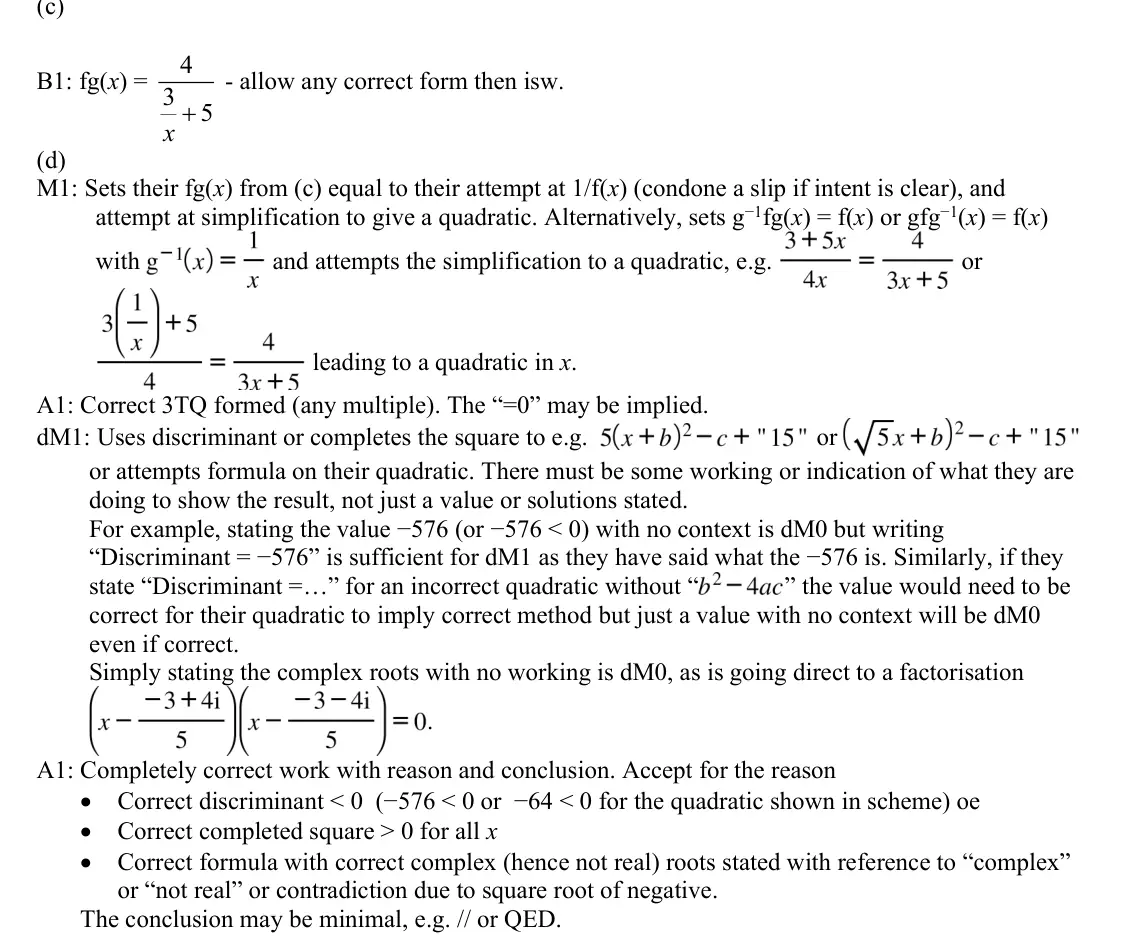 (c)
B1: fg(x) = 4 / (3/x + 5) - allow any correct form then isw.
(d)
M1: Sets their fg(x) from (c) equal to their attempt at 1/f(x) (condone a slip if intent is clear), and
attempt at simplification to give a quadratic. Alternatively, sets g⁻¹fg(x) = f(x) or gfg⁻¹(x) = f(x)
with g⁻¹(x) = 1/x and attempts the simplification to a quadratic, e.g. (3+5x)/4x = 4/(3x+5) or
(3(1/x)+5)/4 = 4/(3x+5) leading to a quadratic in x.
A1: Correct 3TQ formed (any multiple). The “=0” may be implied.
dM1: Uses discriminant or completes the square to e.g. 5(x+b)²−c+"15" or (√5x+b)²−c+"15"
or attempts formula on their quadratic. There must be some working or indication of what they are
doing to show the result, not just a value or solutions stated.
For example, stating the value −576 (or −576 < 0) with no context is dM0 but writing
“Discriminant = −576” is sufficient for dM1 as they have said what the −576 is. Similarly, if they
state “Discriminant =…” for an incorrect quadratic without “b²−4ac” the value would need to be
correct for their quadratic to imply correct method but just a value with no context will be dM0
even if correct.
Simply stating the complex roots with no working is dM0, as is going direct to a factorisation
(x − (−3+4i)/5)(x − (−3−4i)/5) = 0.
A1: Completely correct work with reason and conclusion. Accept for the reason
• Correct discriminant < 0 (−576 < 0 or −64 < 0 for the quadratic shown in scheme) oe
• Correct completed square > 0 for all x
• Correct formula with correct complex (hence not real) roots stated with reference to “complex”
or “not real” or contradiction due to square root of negative.
The conclusion may be minimal, e.g. // or QED.